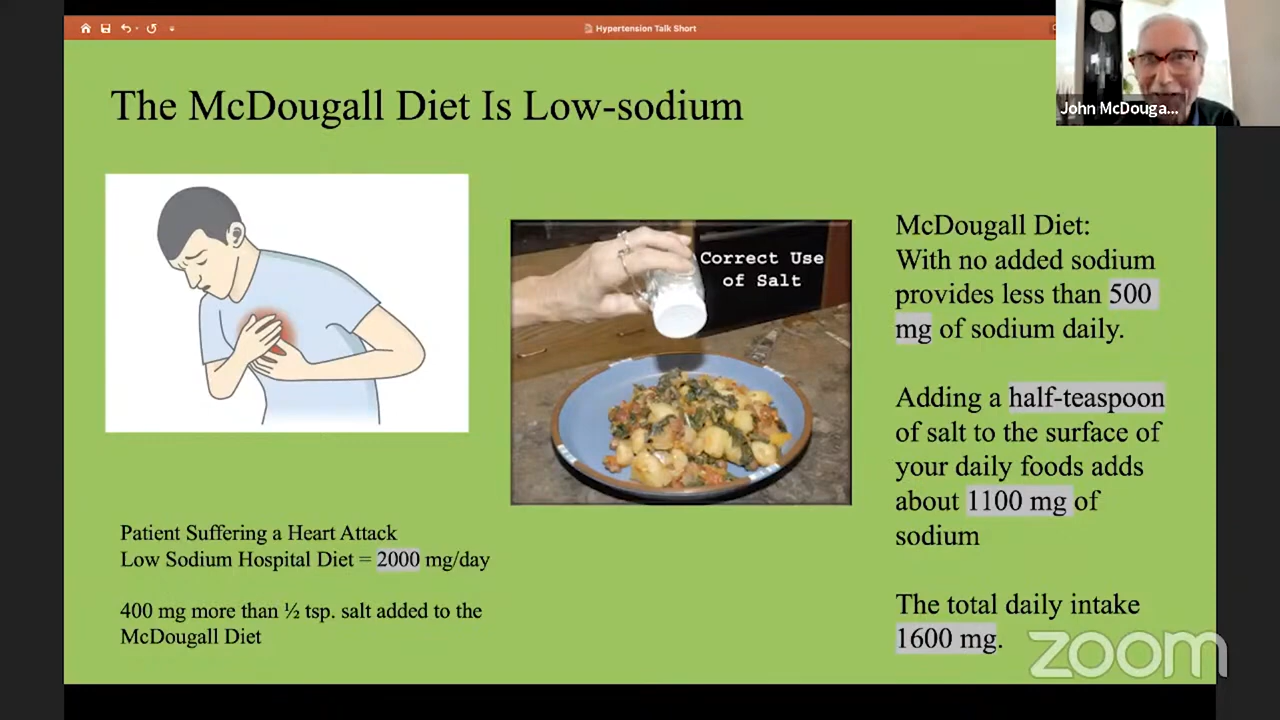 Hypertension Talk Short
John McDouga...
The McDougall Diet Is Low-sodium
Correct Use
of Salt
McDougall Diet:
With no added sodium
provides less than 500
mg of sodium daily.
Adding a half-teaspoon
of salt to the surface of
your daily foods adds
about 1100 mg of
sodium
The total daily intake
1600 mg.
Patient Suffering a Heart Attack
Low Sodium Hospital Diet = 2000 mg/day
400 mg more than ½ tsp. salt added to the
McDougall Diet
zoom